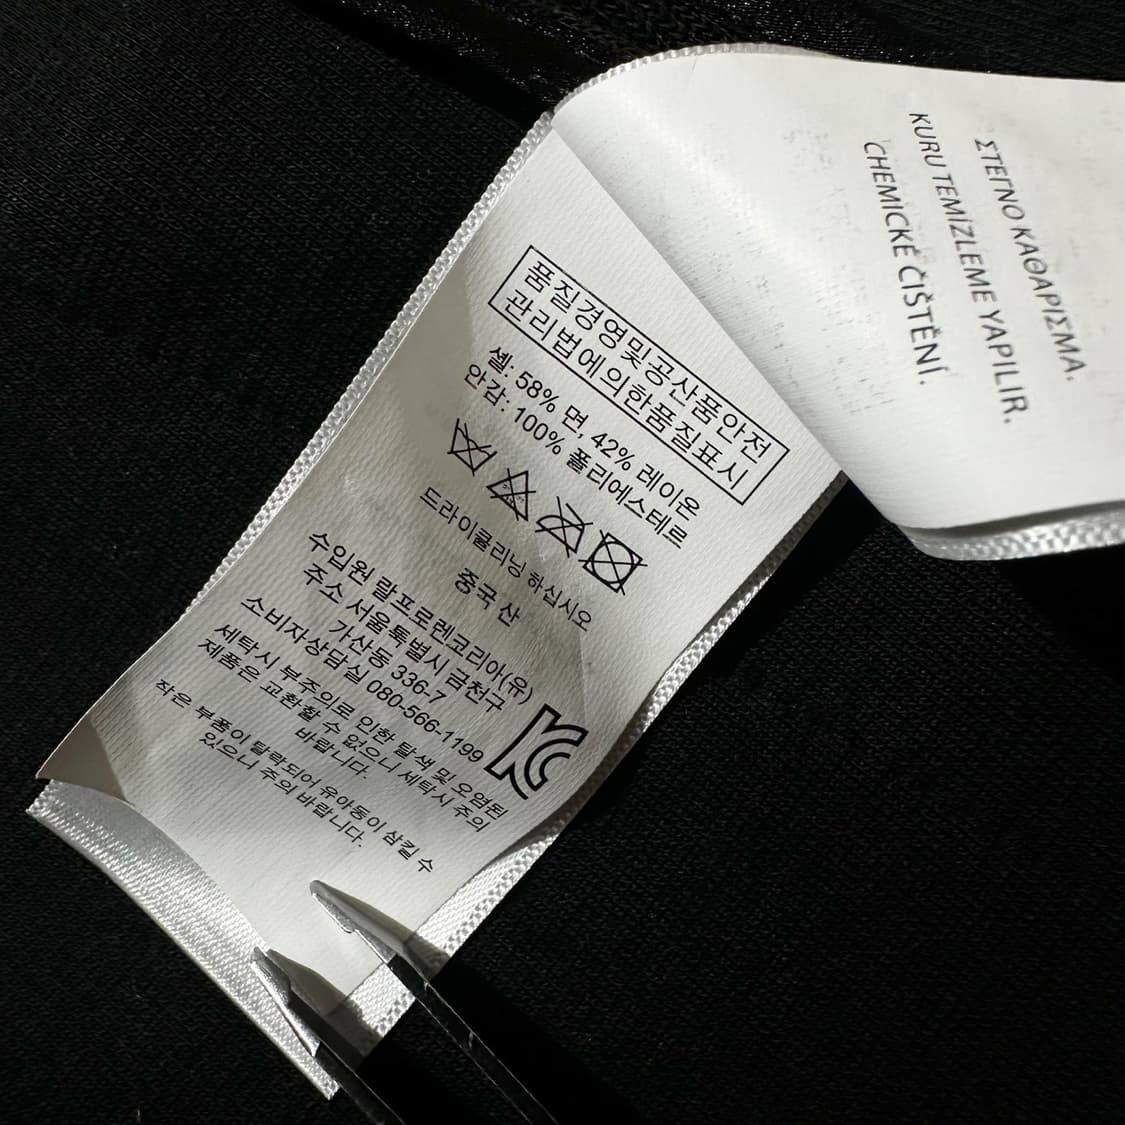 품질경영및공산품안전
관리법에의한품질표시
셸: 58% 면, 42% 레이온
안감: 100% 폴리에스테르
드라이클리닝 하십시오
중국 산
수입원 랄프로렌코리아(유)
주소 서울특별시 금천구
가산동 336-7
소비자상담실 080-566-1199
세탁시 부주의로 인한 탈색 및 오염된
제품은 교환할 수 없으니 세탁시 주의
바랍니다.
작은 부품이 탈락되어 유아동이 삼킬 수
있으니 주의 바랍니다.
KC
ΣΤΕΓΝΟ ΚΑΘΑΡΙΣΜΑ.
KURU TEMİZLEME YAPILIR.
CHEMICKÉ ČIŠTĚNÍ.